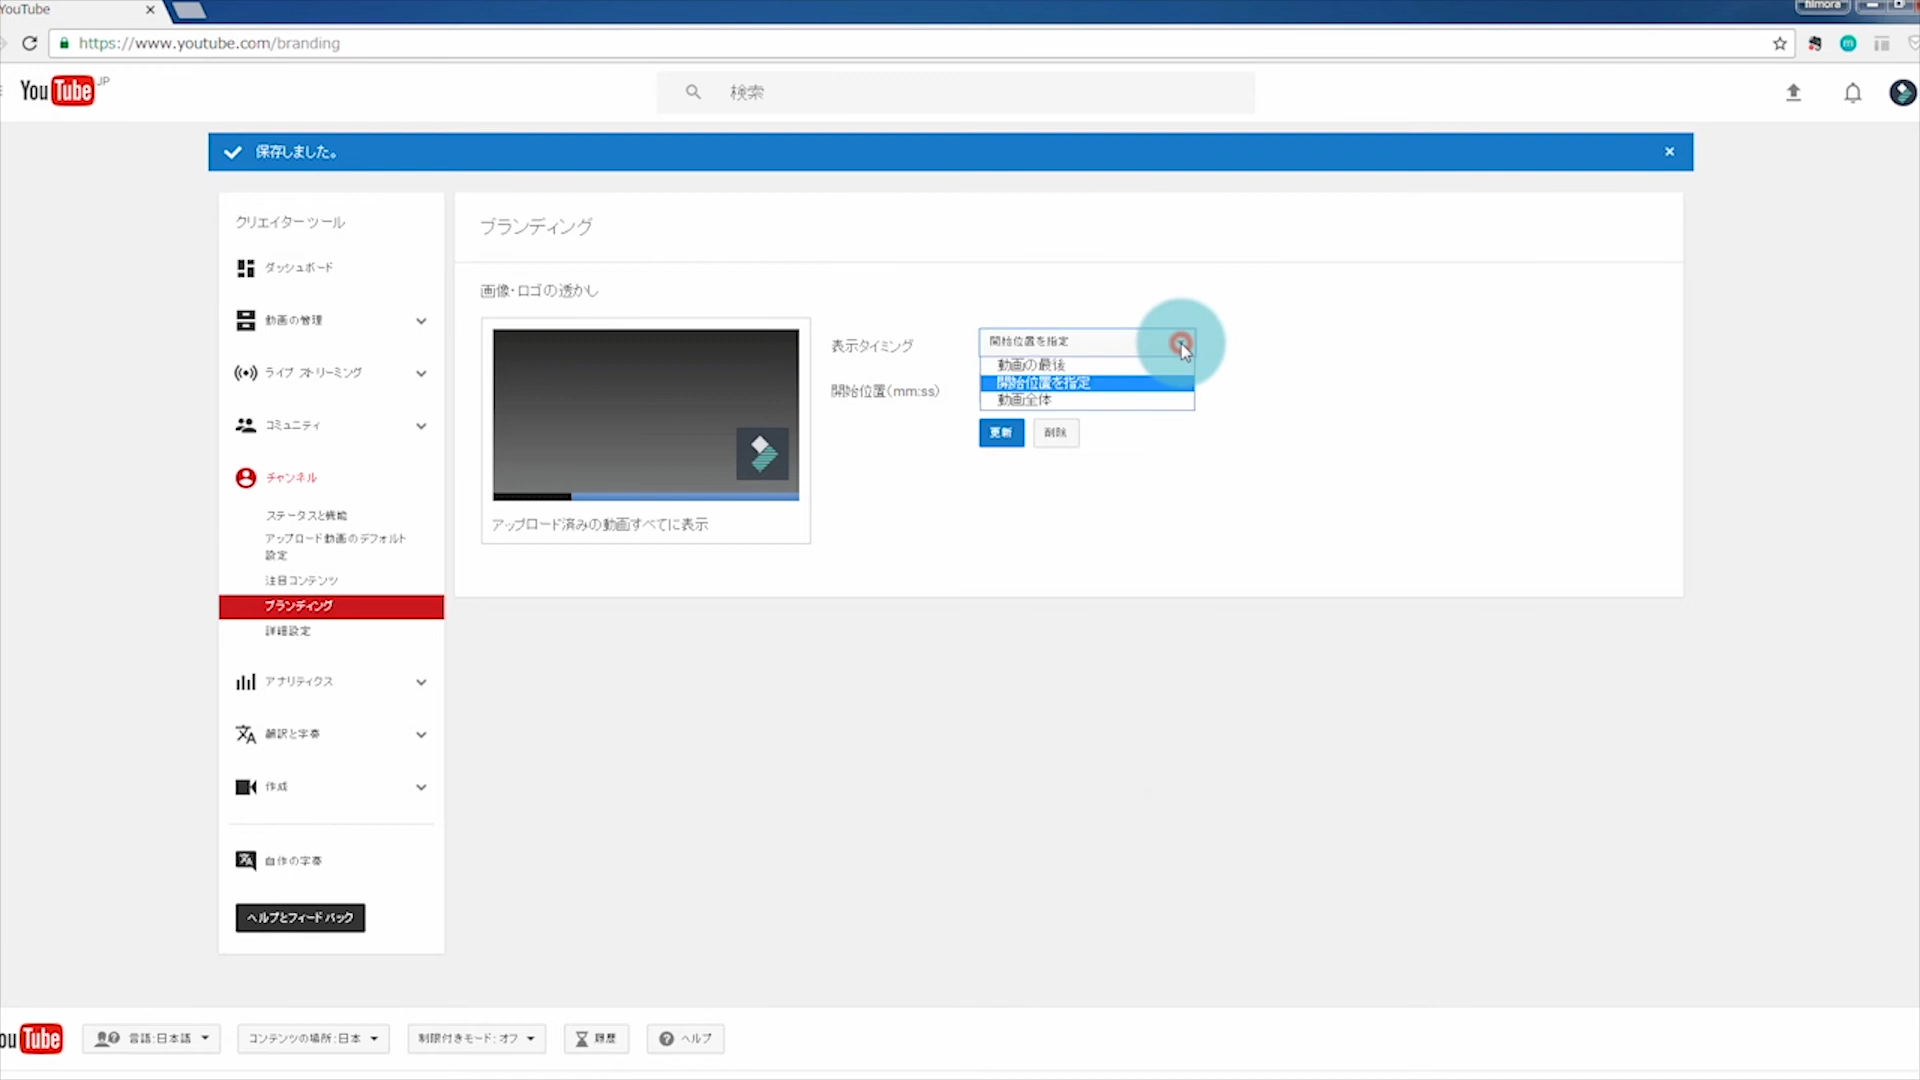 YouTube
filmora
https://www.youtube.com/branding
YouTube JP
検索
保存しました。
クリエイター ツール
ダッシュボード
動画の管理
ライブ ストリーミング
コミュニティ
チャンネル
ステータスと機能
アップロード動画のデフォルト
設定
注目コンテンツ
ブランディング
詳細設定
アナリティクス
翻訳と字幕
作成
自作の字幕
ヘルプとフィードバック
ブランディング
画像・ロゴの透かし
アップロード済みの動画すべてに表示
表示タイミング
開始位置を指定
動画の最後
開始位置を指定
動画全体
開始位置(mm:ss)
更新
削除
ouTube
言語:日本語
コンテンツの場所:日本
制限付きモード:オフ
履歴
ヘルプ